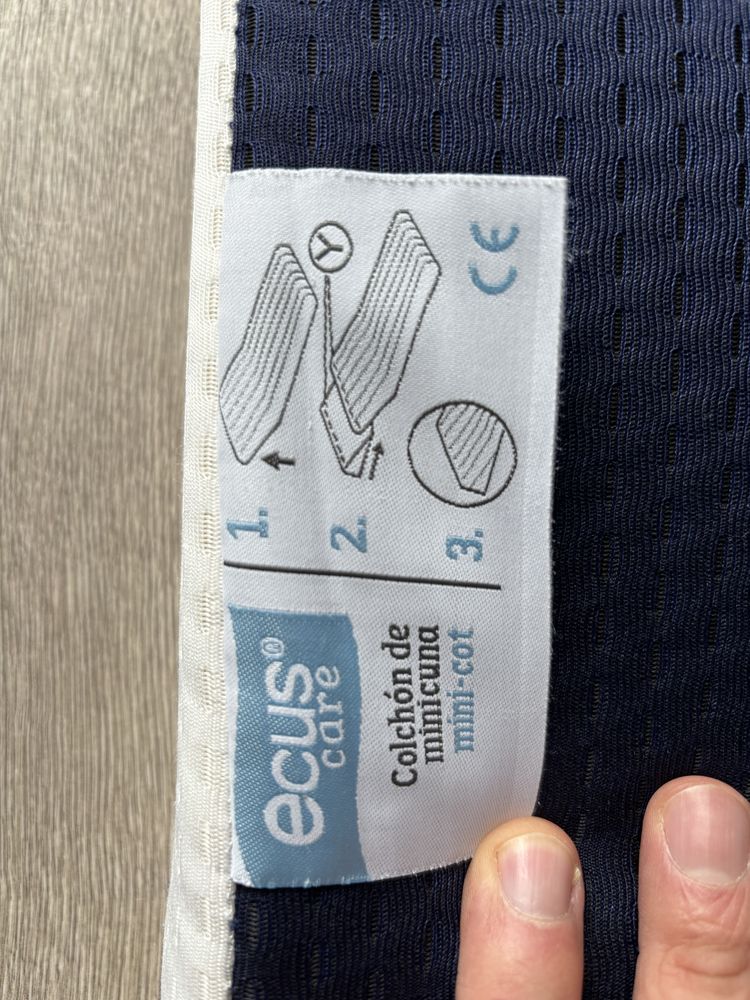 ecus®
care
Colchón de
minicuna
mini-cot
1.
2.
Y
3.
CE